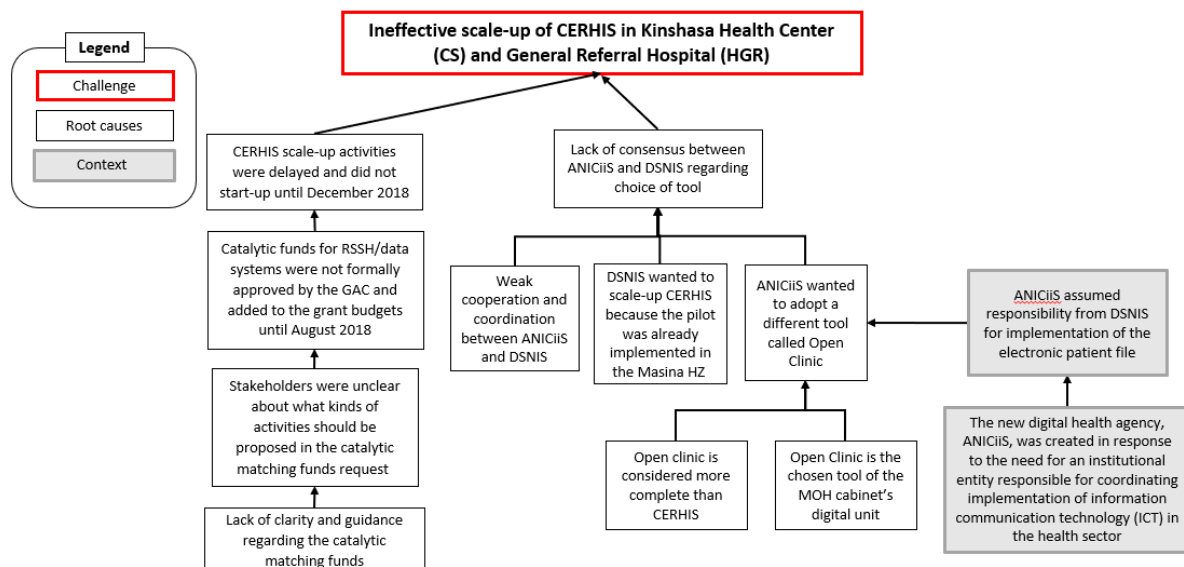 Ineffective scale-up of CERHIS in Kinshasa Health Center
(CS) and General Referral Hospital (HGR)
Legend
Challenge
Root causes
Context
CERHIS scale-up activities
were delayed and did not
start-up until December 2018
Lack of consensus between
ANICiiS and DSNIS regarding
choice of tool
Catalytic funds for RSSH/data
systems were not formally
approved by the GAC and
added to the grant budgets
until August 2018
Weak
cooperation and
coordination
between ANICiiS
and DSNIS
DSNIS wanted to
scale-up CERHIS
because the pilot
was already
implemented in
the Masina HZ
ANICiiS wanted
to adopt a
different tool
called Open
Clinic
ANICiiS assumed
responsibility from DSNIS
for implementation of the
electronic patient file
Stakeholders were unclear
about what kinds of
activities should be
proposed in the catalytic
matching funds request
Open clinic is
considered more
complete than
CERHIS
Open Clinic is the
chosen tool of the
MOH cabinet's
digital unit
The new digital health agency,
ANICiiS, was created in response
to the need for an institutional
entity responsible for coordinating
implementation of information
communication technology (ICT) in
the health sector
Lack of clarity and guidance
regarding the catalytic
matching funds